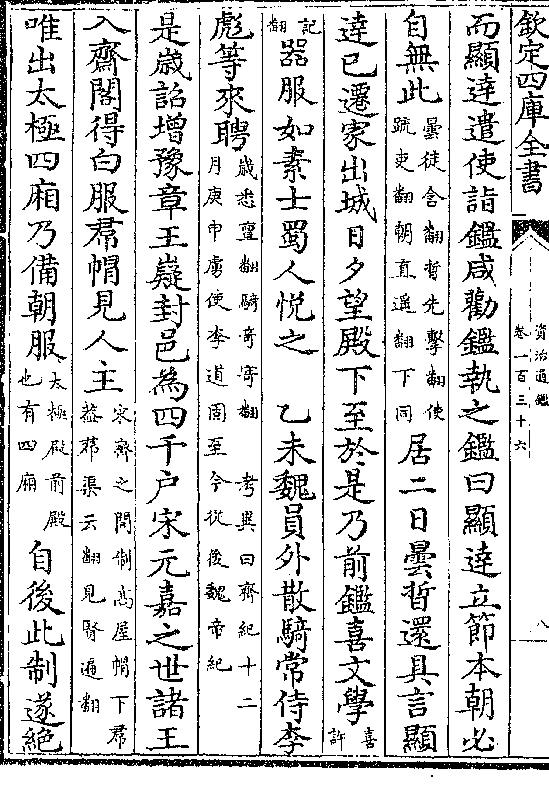 欽定四庫全書
資治通鑑
卷一百三十六
八
而顯達遣使詣鑑咸勸鑑執之鑑曰顯達立節本朝必
自無此曇徒含翻晢先擊翻使疏吏翻朝直遥翻下同居二日曇晢還具言顯
達已遷家出城日夕望殿下至於是乃前鑑喜文學喜許
記翻器服如素士蜀人悦之 乙未魏員外散騎常侍李
彪等來聘散悉亶翻騎奇寄翻 考異曰齊紀十二月庚申虜使李道固至今從後魏帝紀
是歳詔增豫章王嶷封邑為四千户宋元嘉之世諸王
入齋閤得白服帬帽見人主宋齊之間制高屋帽下帬葢帬渠云翻見賢遍翻
唯出太極四廂乃備朝服太極殿前殿也有四廂自後此制遂絶